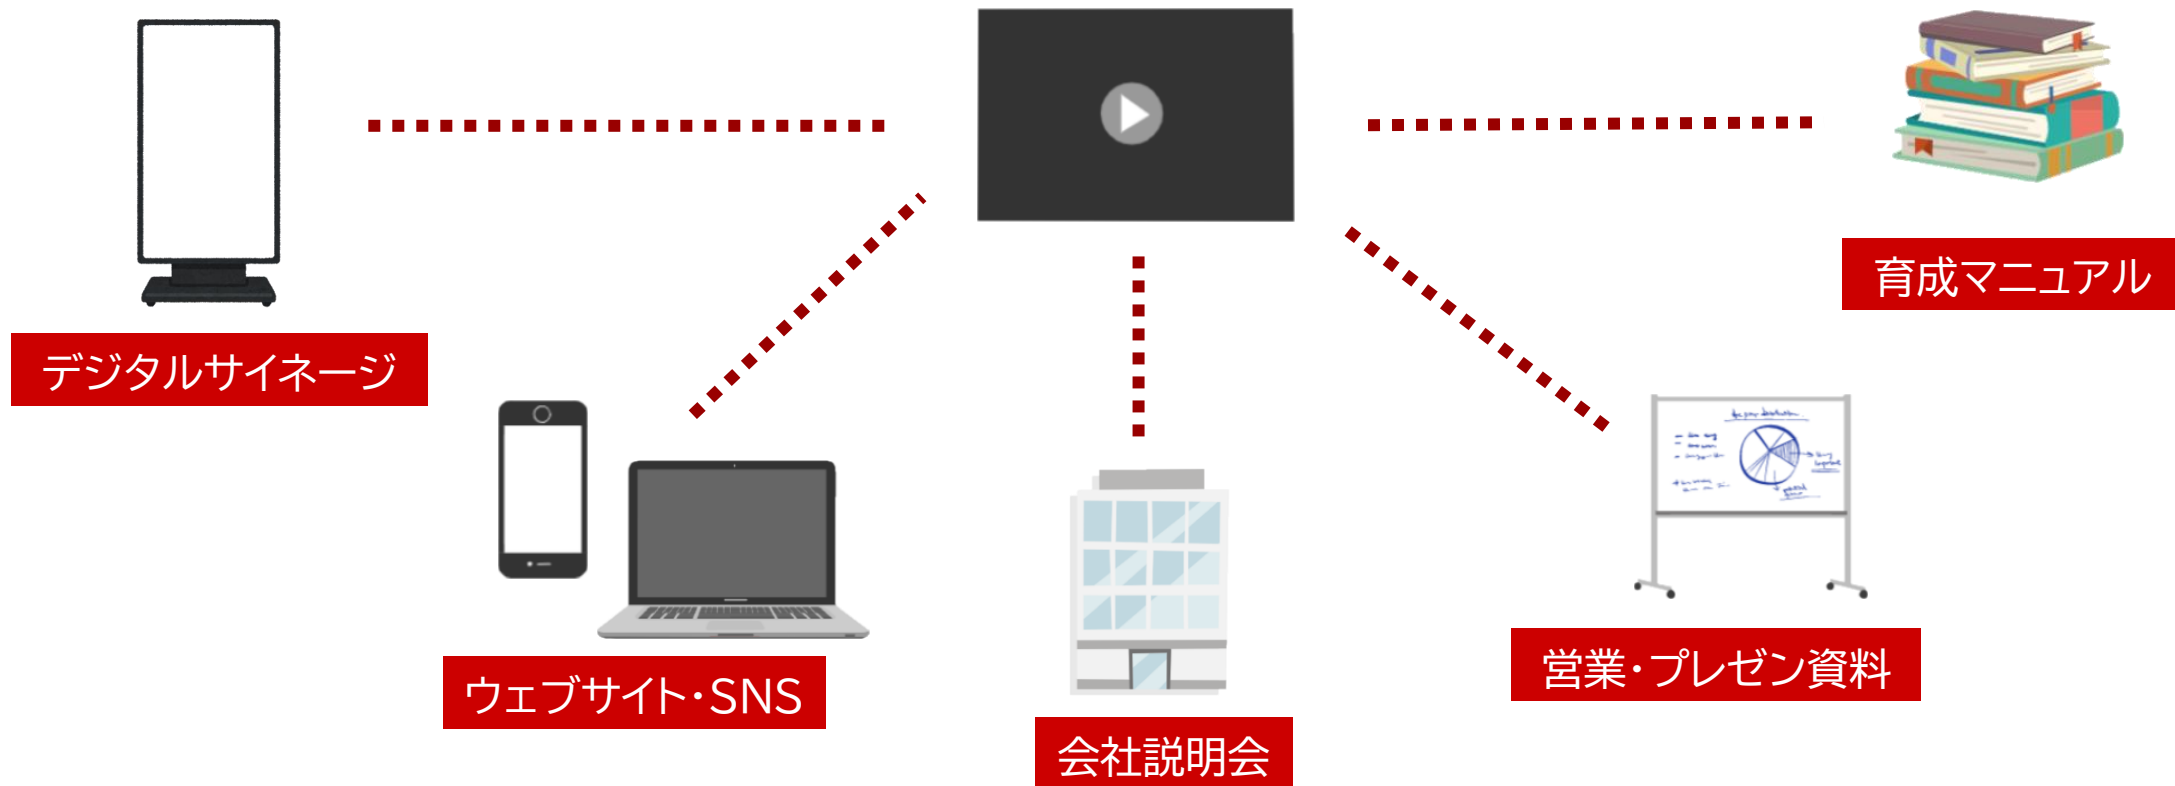 デジタルサイネージ
ウェブサイト・SNS
会社説明会
営業・プレゼン資料
育成マニュアル